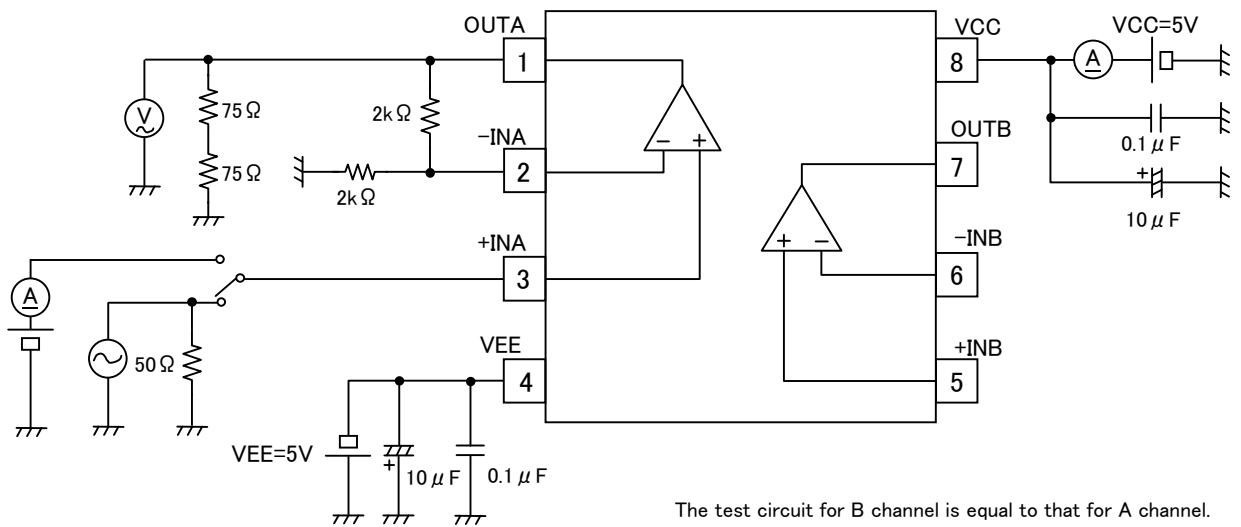 OUTA
VCC
VCC=5V
1
8
A
V
75Ω
2kΩ
−INA
OUTB
0.1μF
−
+
2
7
75Ω
2kΩ
+
10μF
+INA
+
−
−INB
3
6
A
VEE
+INB
50Ω
4
5
VEE=5V
+
10μF
0.1μF
The test circuit for B channel is equal to that for A channel.